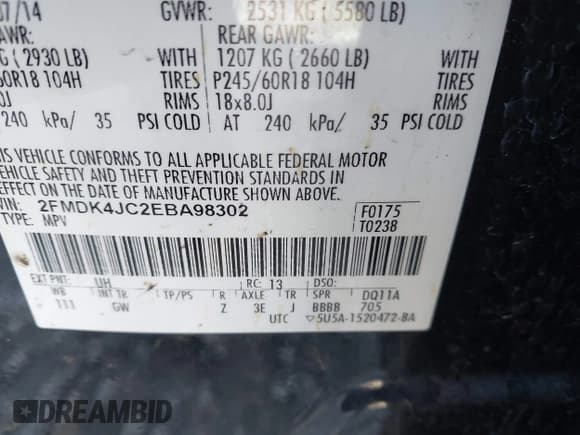 07/14 GVWR: 2531 KG ( 5580 LB)
AWR: REAR GAWR:
G ( 2930 LB) WITH 1207 KG ( 2660 LB) WITH
60R18 104H TIRES P245/60R18 104H TIRES
.0J RIMS 18x8.0J RIMS
240 kPa/ 35 PSI COLD AT 240 kPa/ 35 PSI COLD
IS VEHICLE CONFORMS TO ALL APPLICABLE FEDERAL MOTOR
VEHICLE SAFETY AND THEFT PREVENTION STANDARDS IN
EFFECT ON THE DATE OF MANUFACTURE SHOWN ABOVE.
VIN: 2FMDK4JC2EBA98302 F0175
TYPE: MPV T0238
EXT PNT: UH RC: 13 DSO:
WB INT TR TP/PS R AXLE TR SPR DQ11A
111 GW Z 3E J BBBB 705
UTC ▽5U5A-1520472-BA
DREAMBID